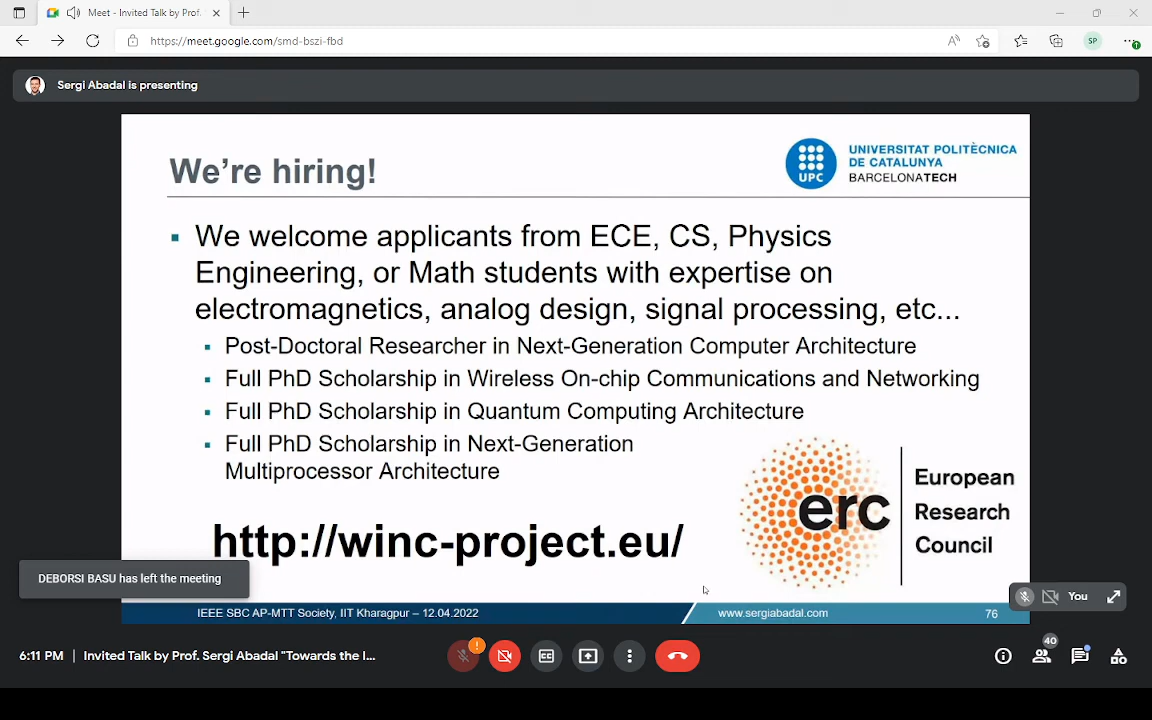 Meet - Invited Talk by Prof.
https://meet.google.com/smd-bszi-fbd
SP
Sergi Abadal is presenting
We're hiring!
UPC
UNIVERSITAT POLITÈCNICA
DE CATALUNYA
BARCELONATECH
We welcome applicants from ECE, CS, Physics
Engineering, or Math students with expertise on
electromagnetics, analog design, signal processing, etc...
Post-Doctoral Researcher in Next-Generation Computer Architecture
Full PhD Scholarship in Wireless On-chip Communications and Networking
Full PhD Scholarship in Quantum Computing Architecture
Full PhD Scholarship in Next-Generation
Multiprocessor Architecture
erc
European
Research
Council
http://winc-project.eu/
DEBORSI BASU has left the meeting
You
IEEE SBC AP-MTT Society, IIT Kharagpur – 12.04.2022
www.sergiabadal.com
76
6:11 PM | Invited Talk by Prof. Sergi Abadal "Towards the I...
40